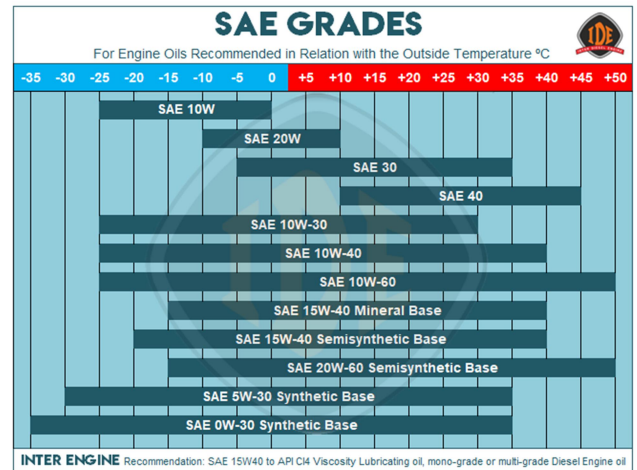 SAE GRADES
For Engine Oils Recommended in Relation with the Outside Temperature ºC
IDE
-35 -30 -25 -20 -15 -10 -5 0 +5 +10 +15 +20 +25 +30 +35 +40 +45 +50
SAE 10W
SAE 20W
SAE 30
SAE 40
SAE 10W-30
SAE 10W-40
SAE 10W-60
SAE 15W-40 Mineral Base
SAE 15W-40 Semisynthetic Base
SAE 20W-60 Semisynthetic Base
SAE 5W-30 Synthetic Base
SAE 0W-30 Synthetic Base
IDE
INTER ENGINE Recommendation: SAE 15W40 to API CI4 Viscosity Lubricating oil, mono-grade or multi-grade Diesel Engine oil